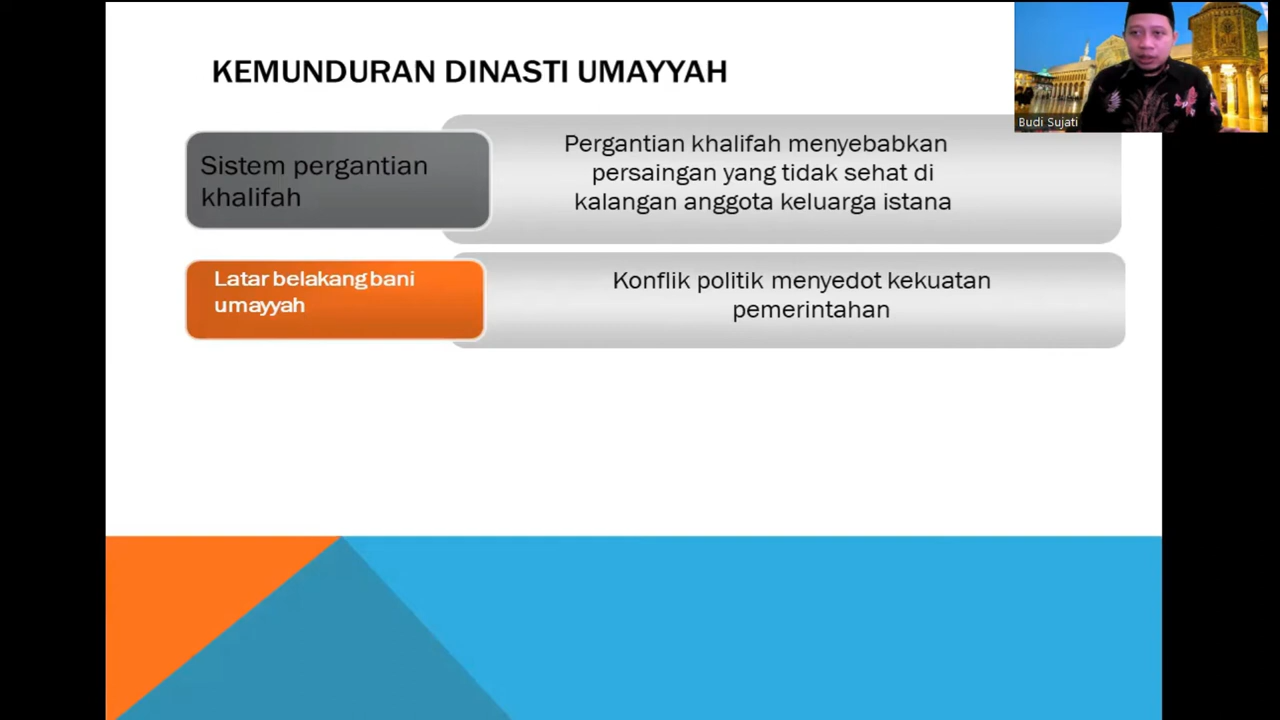 KEMUNDURAN DINASTI UMAYYAH
Budi Sujati
Sistem pergantian
khalifah
Pergantian khalifah menyebabkan
persaingan yang tidak sehat di
kalangan anggota keluarga istana
Latar belakang bani
umayyah
Konflik politik menyedot kekuatan
pemerintahan